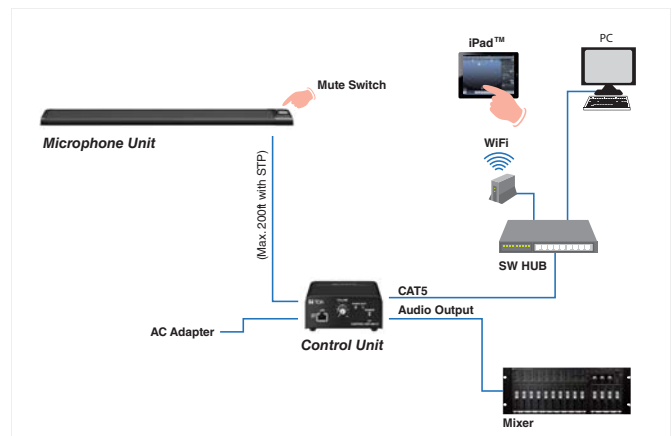 iPad™
PC
Mute Switch
Microphone Unit
WiFi
(Max. 200ft with STP)
SW HUB
CAT5
Audio Output
AC Adapter
TOA
Control Unit
Mixer